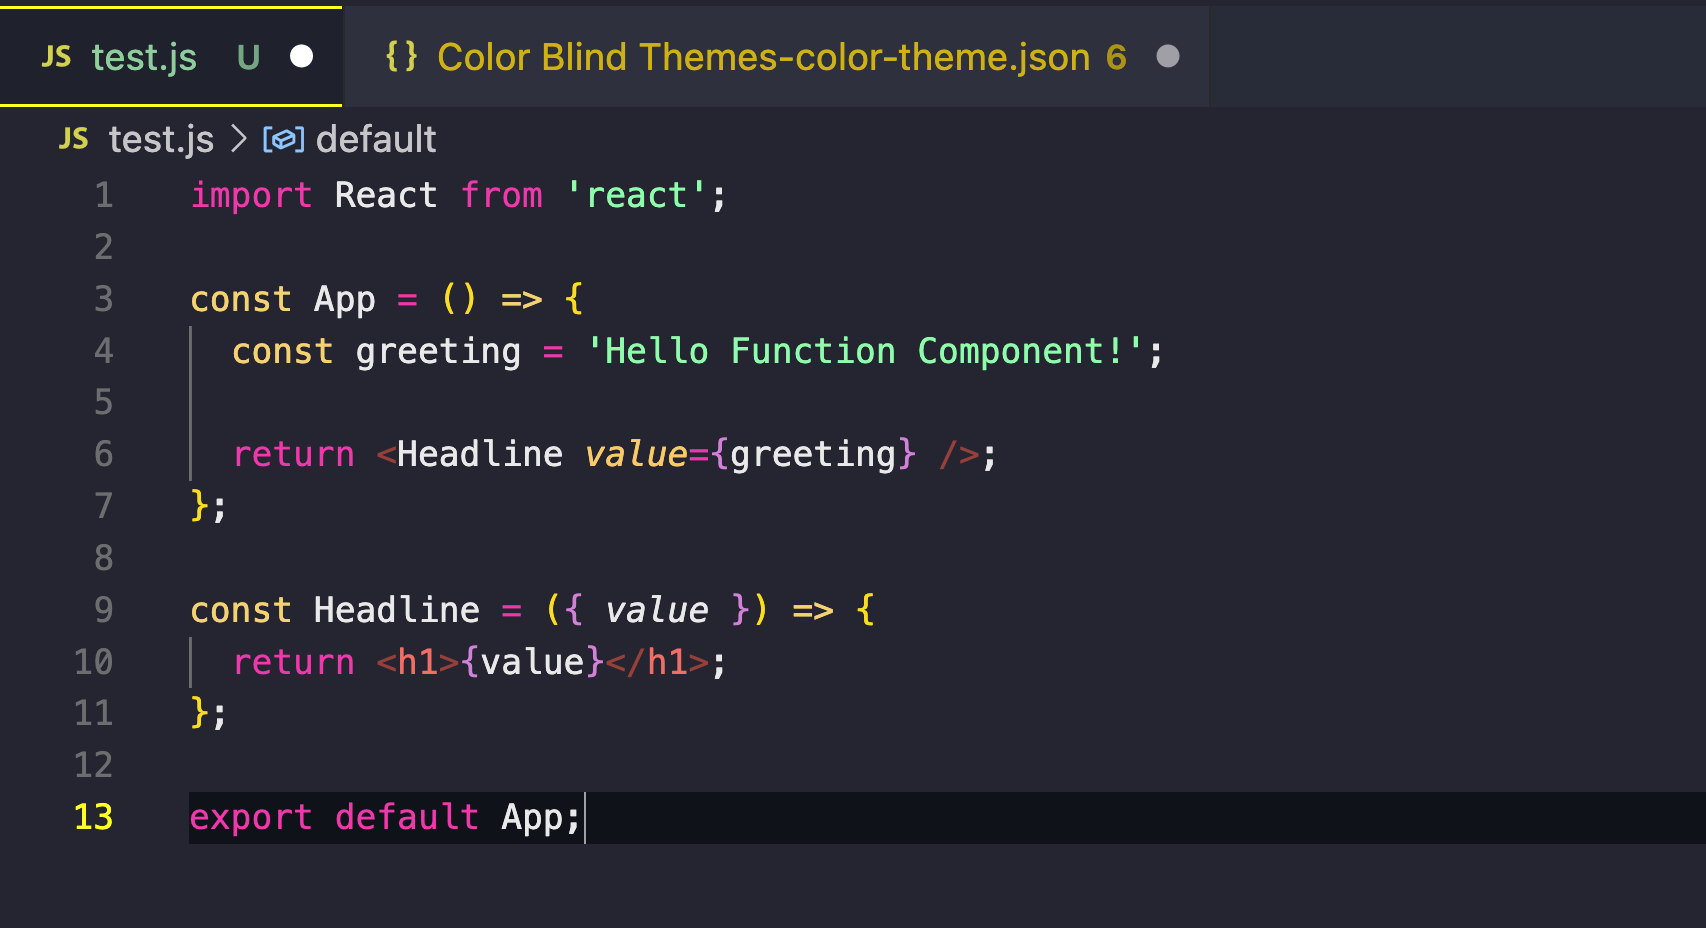 JS test.js U {} Color Blind Themes-color-theme.json 6
JS test.js > default
1 import React from 'react';
2
3 const App = () => {
4   const greeting = 'Hello Function Component!';
5
6   return <Headline value={greeting} />;
7 };
8
9 const Headline = ({ value }) => {
10   return <h1>{value}</h1>;
11 };
12
13 export default App;